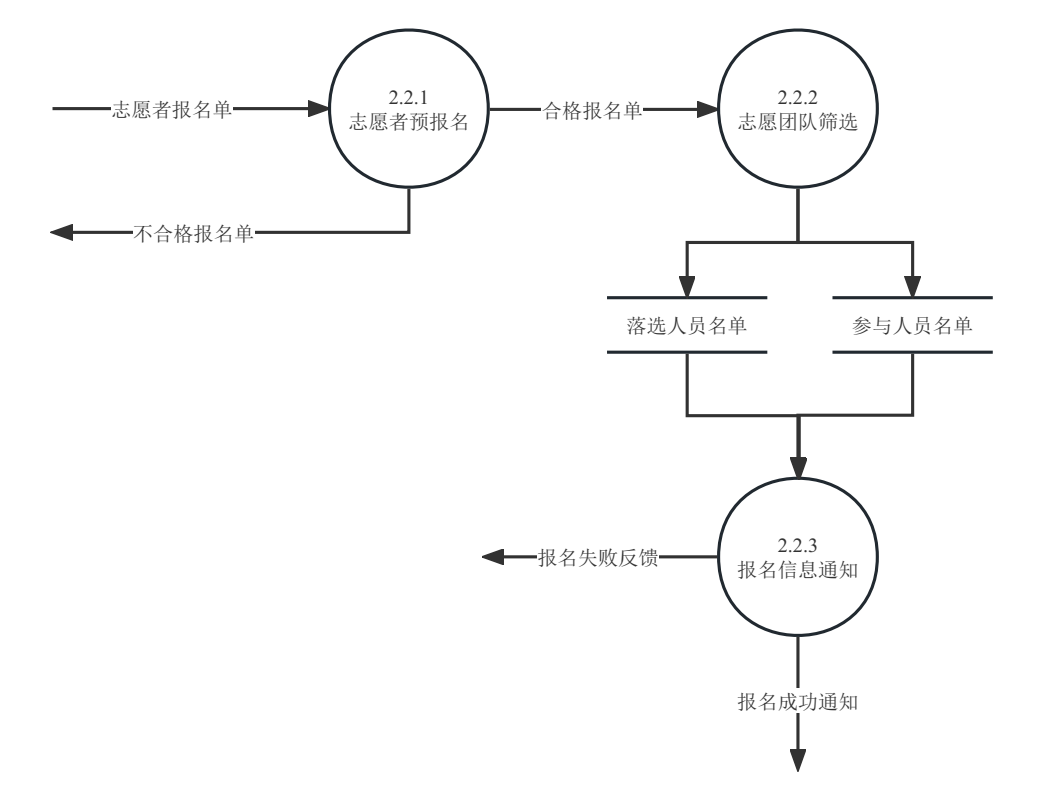 2.2.1
志愿者预报名
2.2.2
志愿团队筛选
志愿者报名单
合格报名单
不合格报名单
落选人员名单
参与人员名单
2.2.3
报名信息通知
报名失败反馈
报名成功通知